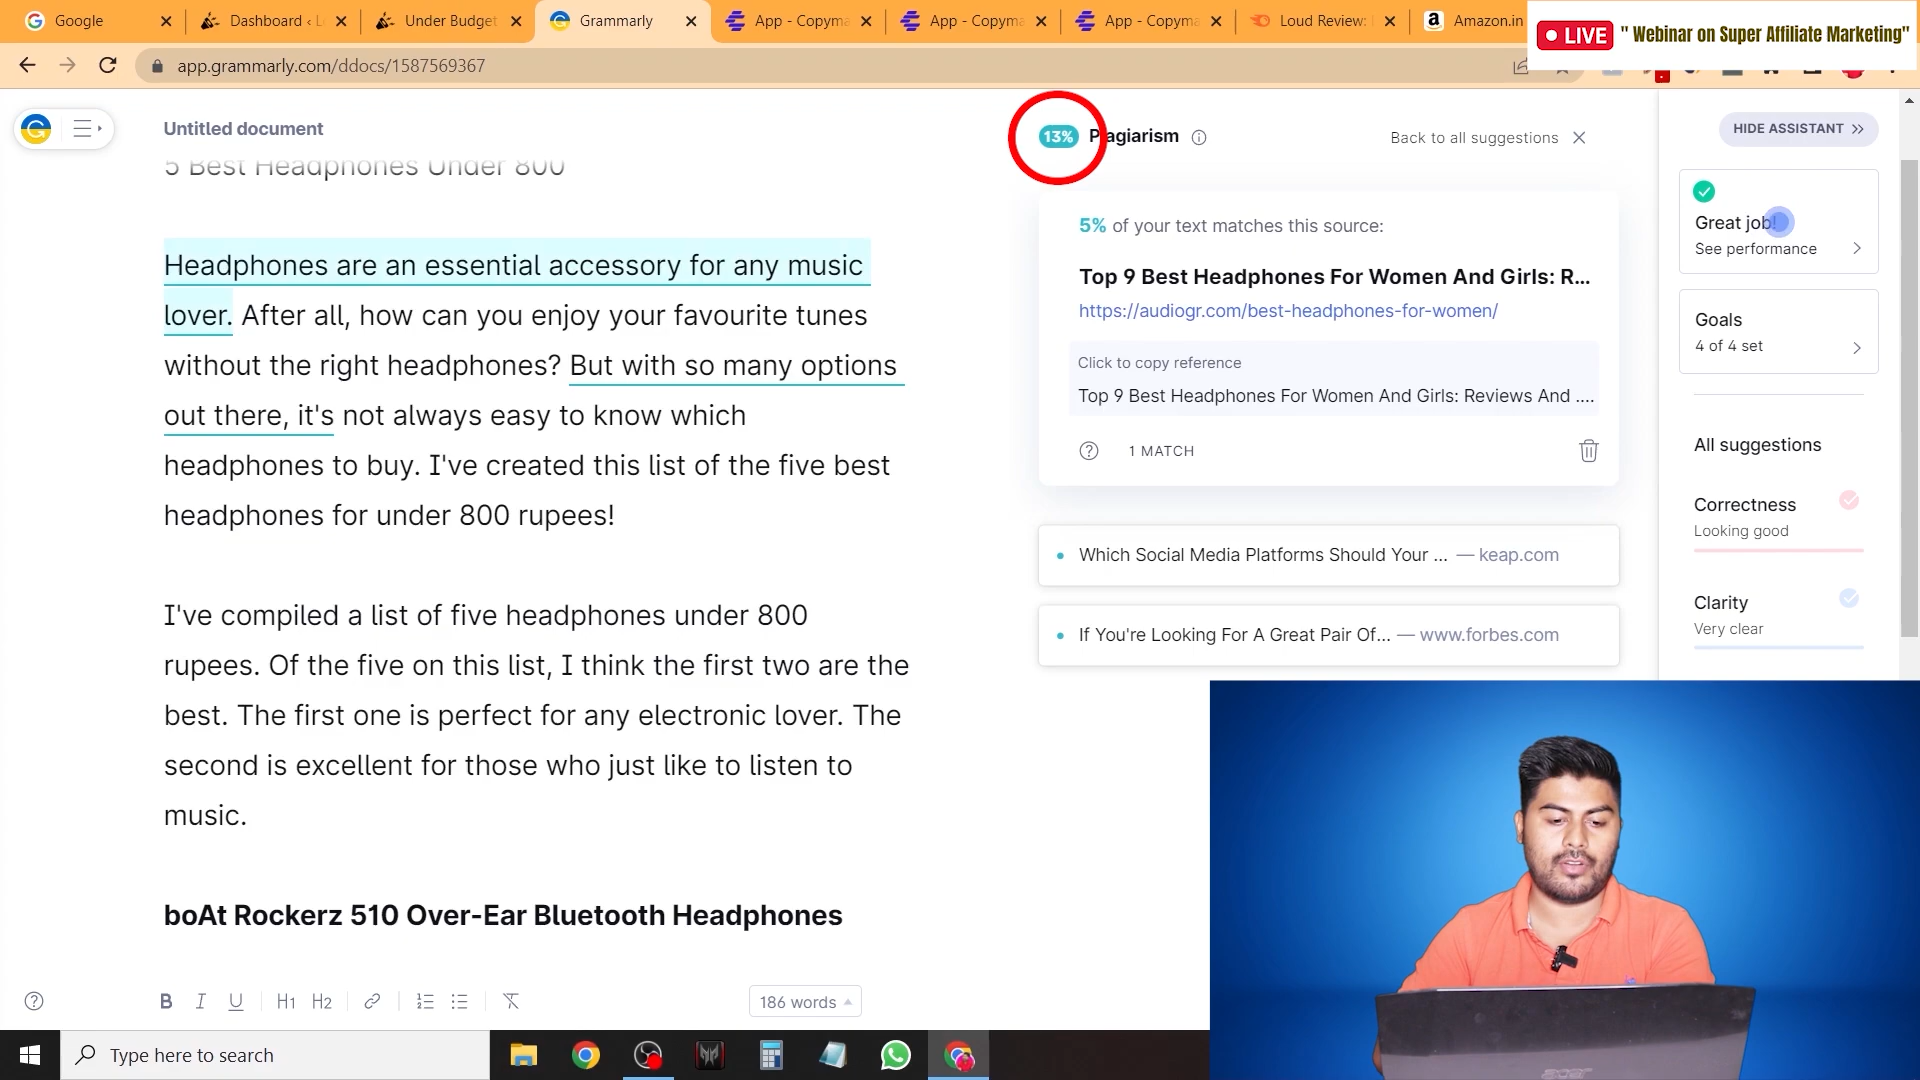 Google
Dashboard ‹ L
Under Budget
Grammarly
App - Copyma
App - Copyma
App - Copyma
Loud Review:
Amazon.in
LIVE
" Webinar on Super Affiliate Marketing"
app.grammarly.com/ddocs/1587569367
Untitled document
5 Best Headphones Under 800
Headphones are an essential accessory for any music
lover. After all, how can you enjoy your favourite tunes
without the right headphones? But with so many options
out there, it's not always easy to know which
headphones to buy. I've created this list of the five best
headphones for under 800 rupees!
I've compiled a list of five headphones under 800
rupees. Of the five on this list, I think the first two are the
best. The first one is perfect for any electronic lover. The
second is excellent for those who just like to listen to
music.
boAt Rockerz 510 Over-Ear Bluetooth Headphones
B I U H1 H2
186 words
13% Plagiarism
Back to all suggestions
5% of your text matches this source:
Top 9 Best Headphones For Women And Girls: R...
https://audiogr.com/best-headphones-for-women/
Click to copy reference
Top 9 Best Headphones For Women And Girls: Reviews And ....
1 MATCH
Which Social Media Platforms Should Your ... — keap.com
If You're Looking For A Great Pair Of... — www.forbes.com
HIDE ASSISTANT
Great job!
See performance
Goals
4 of 4 set
All suggestions
Correctness
Looking good
Clarity
Very clear
acer
Type here to search